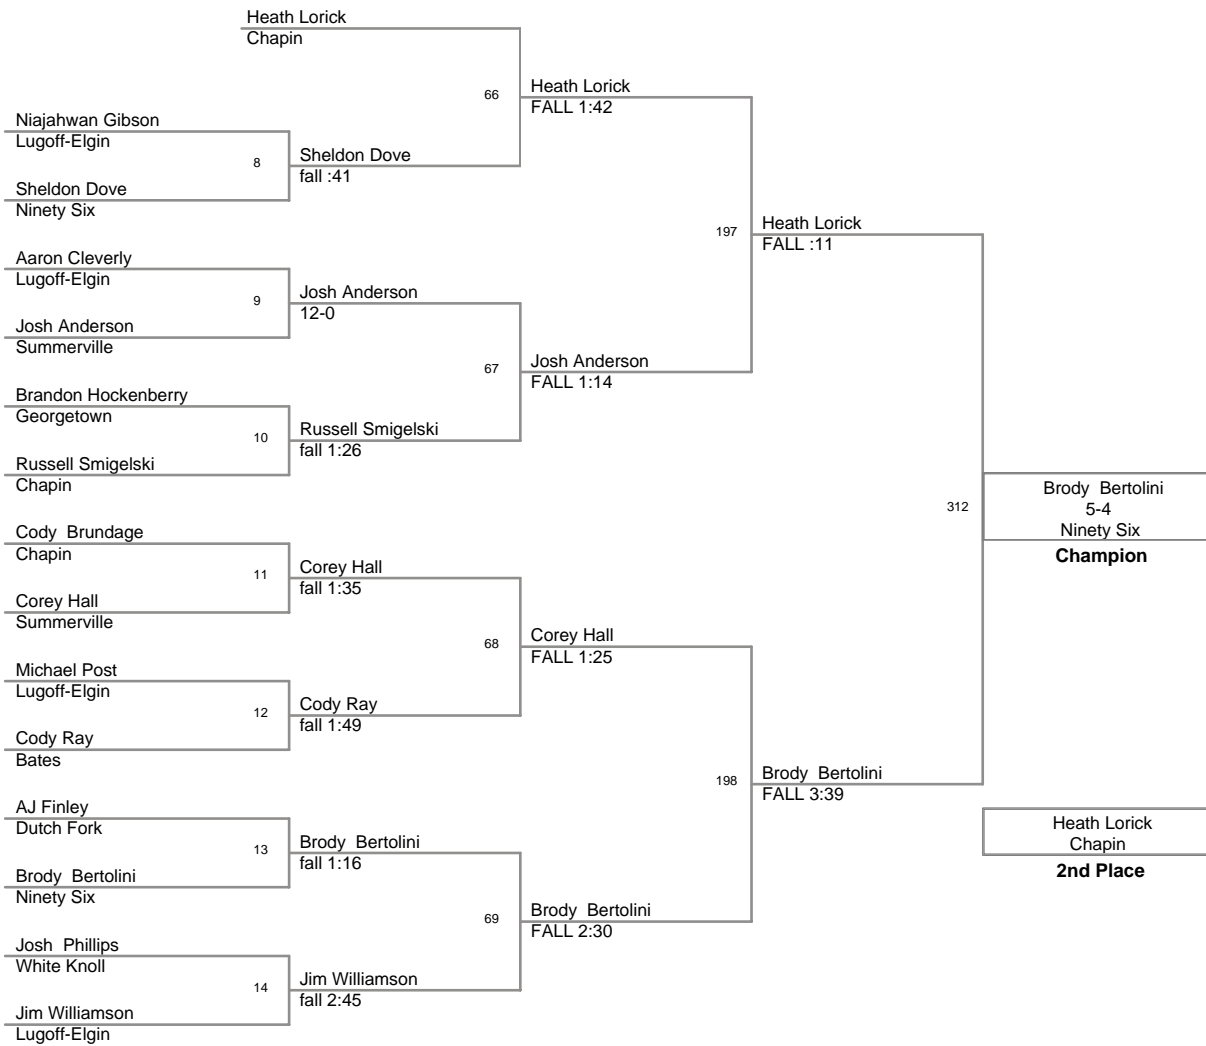 Heath Lorick
Chapin
66
Heath Lorick
FALL 1:42
Niajahwan Gibson
Lugoff-Elgin
8
Sheldon Dove
fall :41
Sheldon Dove
Ninety Six
197
Heath Lorick
FALL :11
Aaron Cleverly
Lugoff-Elgin
9
Josh Anderson
12-0
Josh Anderson
Summerville
67
Josh Anderson
FALL 1:14
Brandon Hockenberry
Georgetown
10
Russell Smigelski
fall 1:26
Russell Smigelski
Chapin
312
Brody  Bertolini
5-4
Ninety Six
Champion
Cody  Brundage
Chapin
11
Corey Hall
fall 1:35
Corey Hall
Summerville
68
Corey Hall
FALL 1:25
Michael Post
Lugoff-Elgin
12
Cody Ray
fall 1:49
Cody Ray
Bates
198
Brody  Bertolini
FALL 3:39
AJ Finley
Dutch Fork
13
Brody  Bertolini
fall 1:16
Brody  Bertolini
Ninety Six
Heath Lorick
Chapin
2nd Place
69
Brody  Bertolini
FALL 2:30
Josh  Phillips
White Knoll
14
Jim Williamson
fall 2:45
Jim Williamson
Lugoff-Elgin